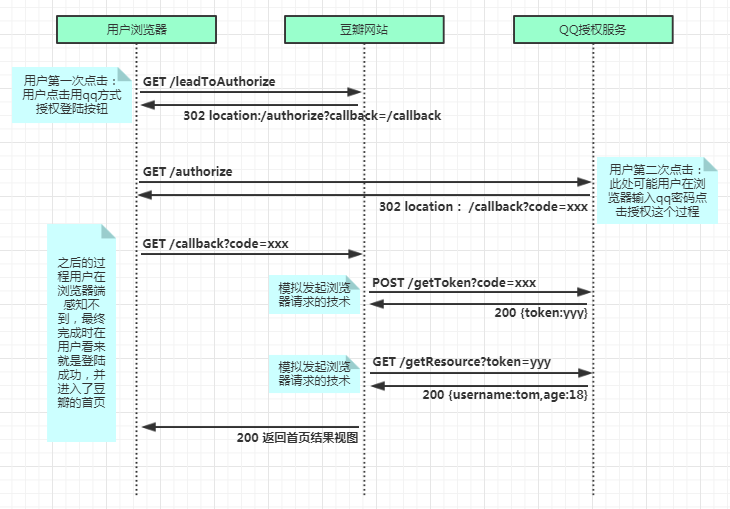 用户浏览器
豆瓣网站
QQ授权服务
用户第一次点击：
用户点击用qq方式
授权登陆按钮
GET /leadToAuthorize
302 location:/authorize?callback=/callback
GET /authorize
302 location： /callback?code=xxx
用户第二次点击：
此处可能用户在浏
览器输入qq密码点
击授权这个过程
之后的过
程用户在
浏览器端
感知不
到，最终
完成时在
用户看来
就是登陆
成功，并
进入了豆
瓣的首页
GET /callback?code=xxx
模拟发起浏览
器请求的技术
POST /getToken?code=xxx
200 {token:yyy}
模拟发起浏览
器请求的技术
GET /getResource?token=yyy
200 {username:tom,age:18}
200 返回首页结果视图